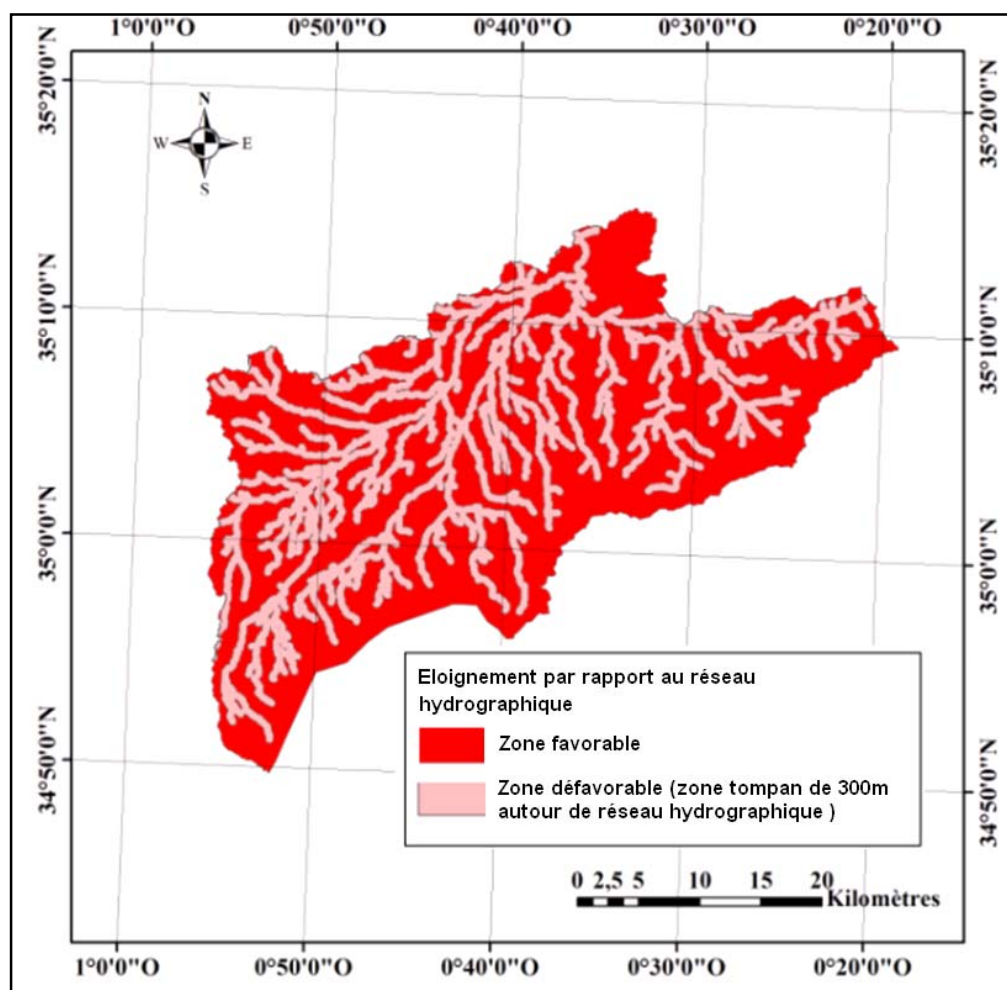 1°0'0"O 0°50'0"O 0°40'0"O 0°30'0"O 0°20'0"O
35°20'0"N
35°20'0"N
N
W E
S
35°10'0"N
35°10'0"N
35°0'0"N
35°0'0"N
34°50'0"N
34°50'0"N
Eloignement par rapport au réseau
hydrographique
Zone favorable
Zone défavorable (zone tompan de 300m
autour de réseau hydrographique )
0 2,5 5 10 15 20
Kilomètres
1°0'0"O 0°50'0"O 0°40'0"O 0°30'0"O 0°20'0"O